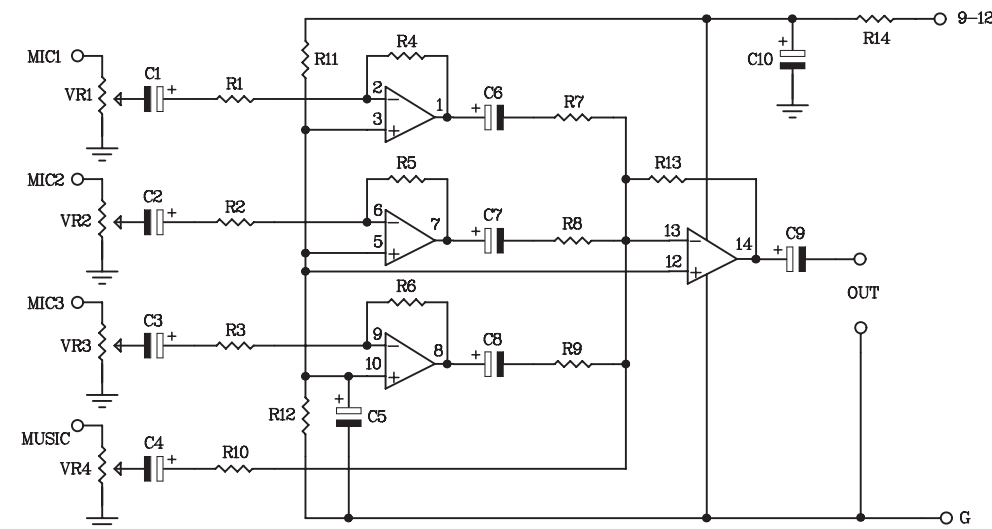 9-12
R4
R14
MIC1
R11
C10
C1
R1
2
C6
VR1
1
R7
3
R5
R13
MIC2
C2
R2
6
C7
13
C9
VR2
7
R8
14
5
12
R6
OUT
MIC3
C3
R3
9
C8
VR3
8
R9
10
R12
C5
MUSIC
C4
R10
VR4
G